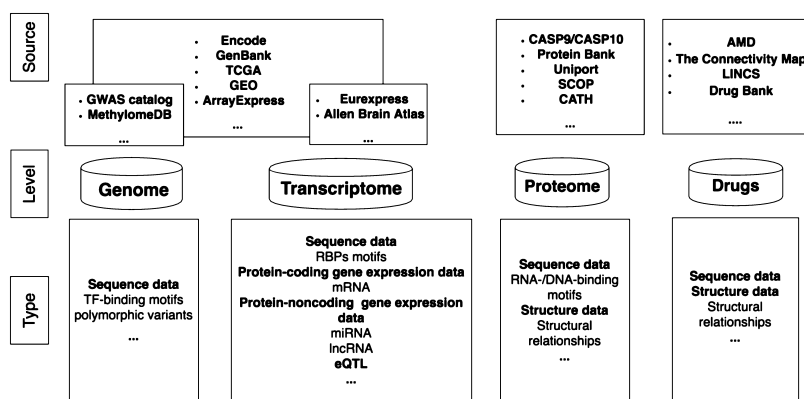 Source
• Encode
• GenBank
• TCGA
• GEO
• ArrayExpress
...
• GWAS catalog
• MethylomeDB
...
• Eurexpress
• Allen Brain Atlas
...
• CASP9/CASP10
• Protein Bank
• Uniport
• SCOP
• CATH
...
• AMD
• The Connectivity Map
• LINCS
• Drug Bank
....
Level
Genome
Transcriptome
Proteome
Drugs
Type
Sequence data
TF-binding motifs
polymorphic variants
...
Sequence data
RBPs motifs
Protein-coding gene expression data
mRNA
Protein-noncoding gene expression
data
miRNA
lncRNA
eQTL
...
Sequence data
RNA-/DNA-binding
motifs
Structure data
Structural
relationships
...
Sequence data
Structure data
Structural
relationships
...